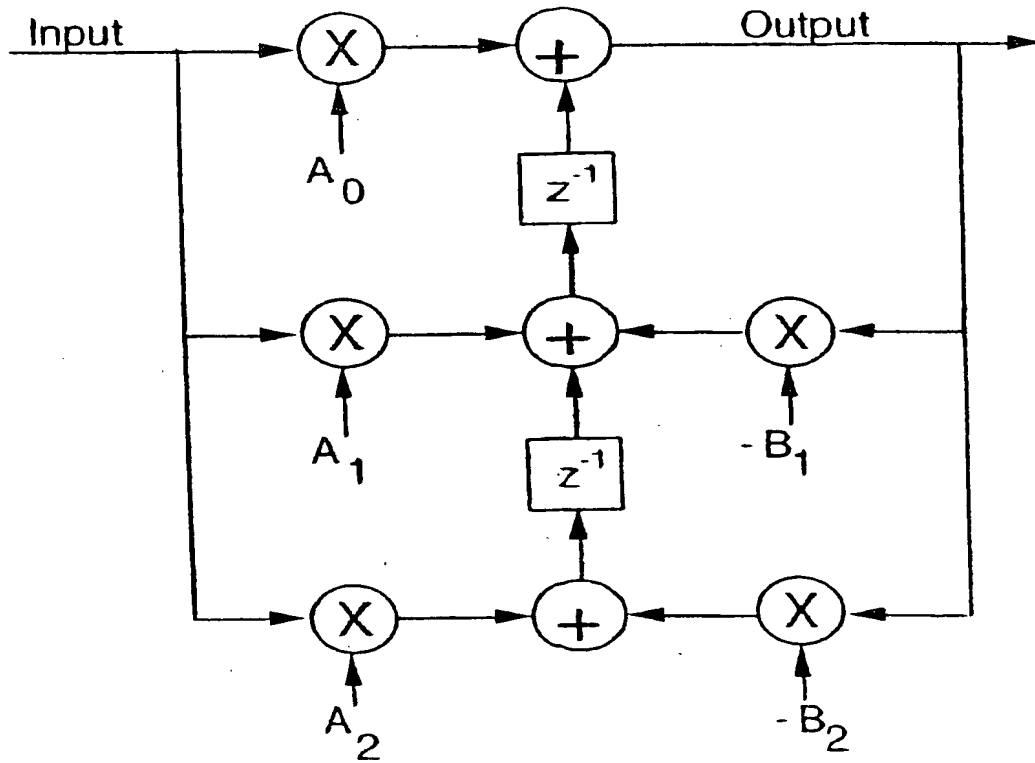 Input
Output
X
+
A0
z-1
X
+
X
A1
-B1
z-1
X
+
X
A2
-B2